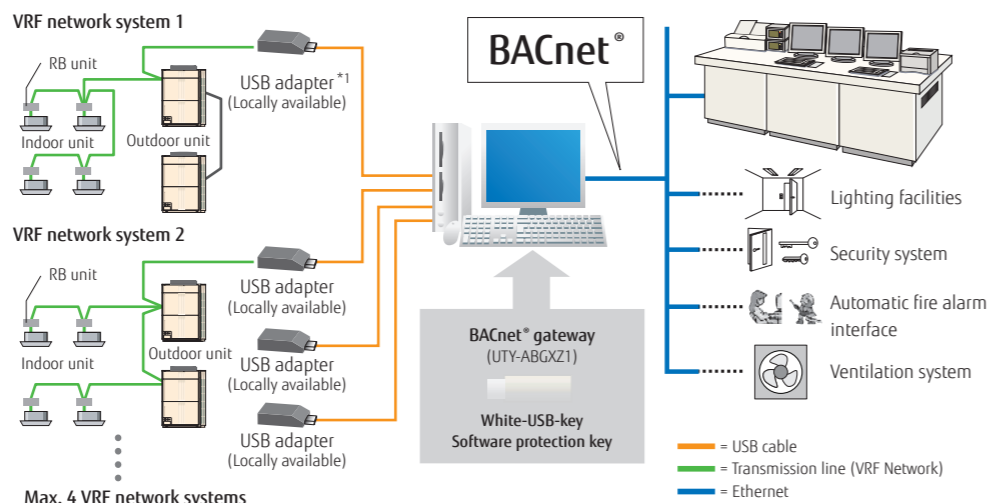 VRF network system 1
RB unit
Indoor unit
Outdoor unit
USB adapter *1
(Locally available)
VRF network system 2
RB unit
Indoor unit
Outdoor unit
USB adapter
(Locally available)
USB adapter
(Locally available)
USB adapter
(Locally available)
Max. 4 VRF network systems
BACnet®
BACnet® gateway
(UTY-ABGXZ1)
White-USB-key
Software protection key
Lighting facilities
Security system
Automatic fire alarm
interface
Ventilation system
= USB cable
= Transmission line (VRF Network)
= Ethernet